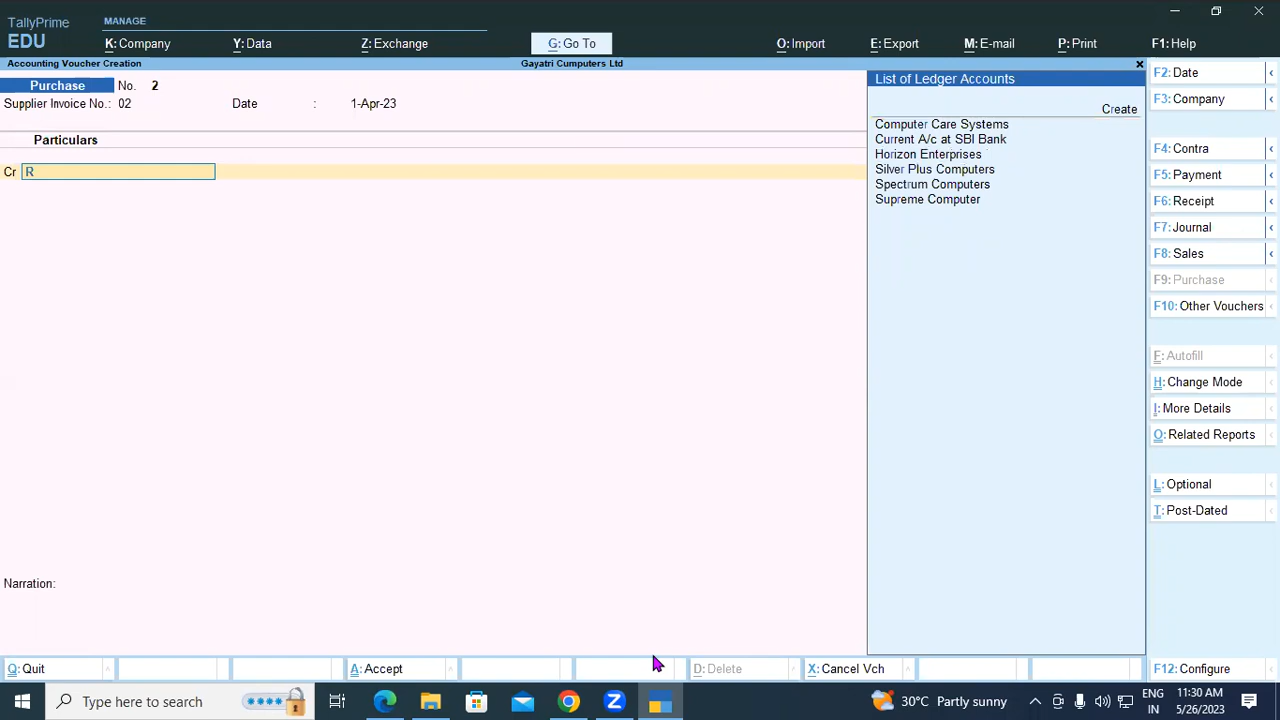 TallyPrime
EDU
MANAGE
K: Company
Y: Data
Z: Exchange
G: Go To
O: Import
E: Export
M: E-mail
P: Print
F1: Help
Accounting Voucher Creation
Gayatri Cumputers Ltd
Purchase No. 2
Supplier Invoice No.: 02 Date : 1-Apr-23
Particulars
Cr R
List of Ledger Accounts
Create
Computer Care Systems
Current A/c at SBI Bank
Horizon Enterprises
Silver Plus Computers
Spectrum Computers
Supreme Computer
F2: Date
F3: Company
F4: Contra
F5: Payment
F6: Receipt
F7: Journal
F8: Sales
F9: Purchase
F10: Other Vouchers
F: Autofill
H: Change Mode
I: More Details
O: Related Reports
L: Optional
T: Post-Dated
Narration:
Q: Quit
A: Accept
D: Delete
X: Cancel Vch
F12: Configure
Type here to search
30°C Partly sunny
ENG
IN
11:30 AM
5/26/2023